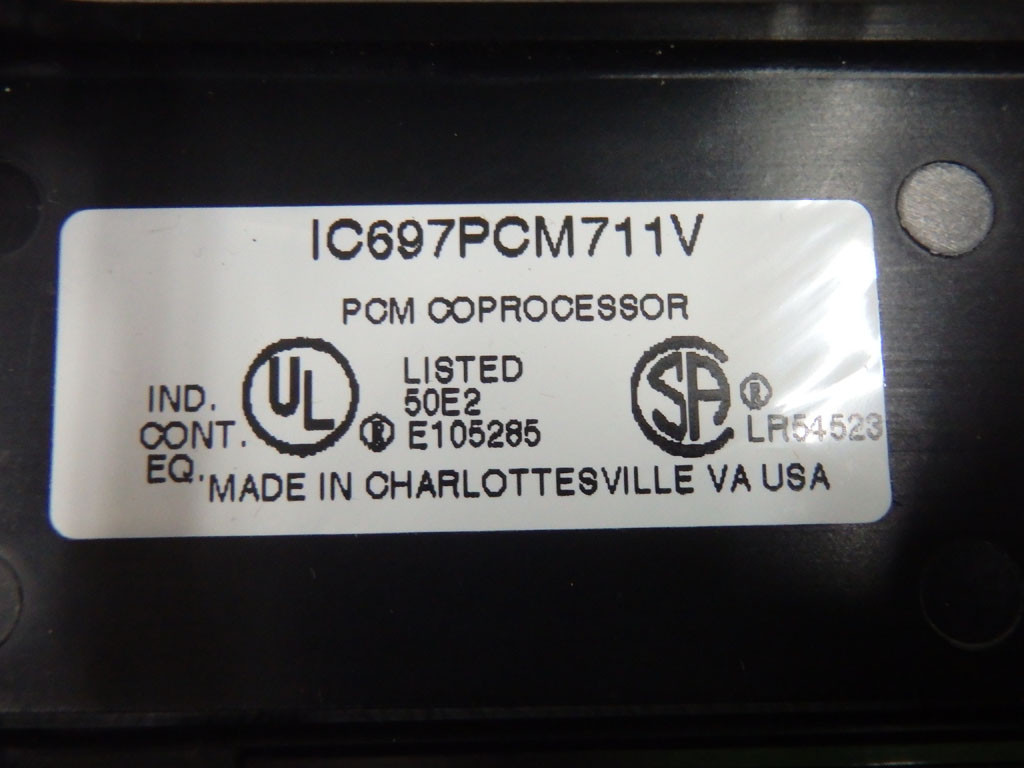 IC697PCM711V
PCM COPROCESSOR
IND.
CONT.
EQ.
UL ®
LISTED
50E2
E105285
SA ®
LR54523
MADE IN CHARLOTTESVILLE VA USA